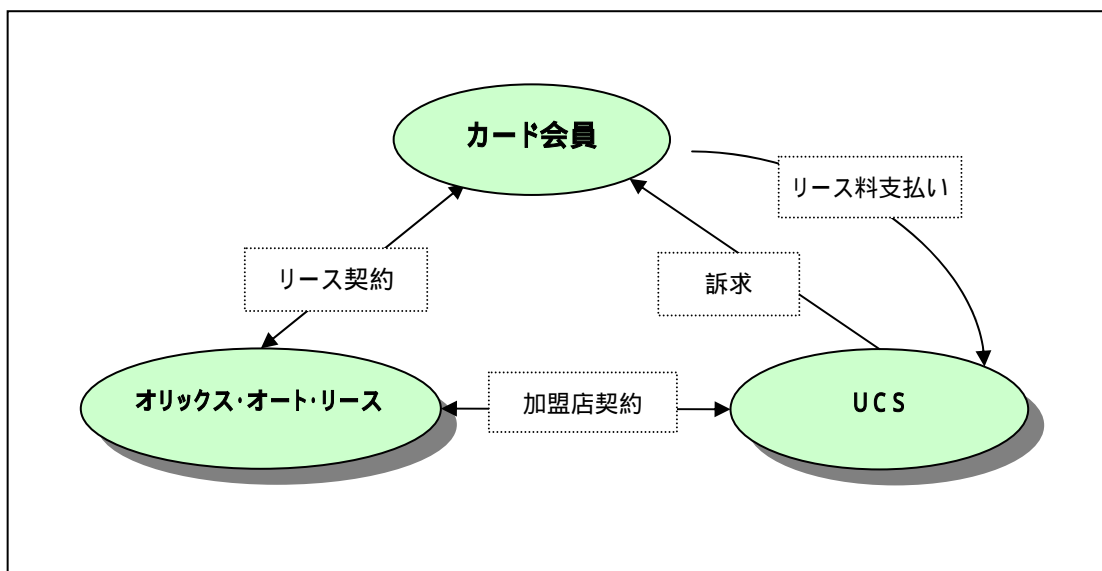 カード会員
リース料支払い
リース契約
訴求
オリックス・オート・リース
加盟店契約
UCS